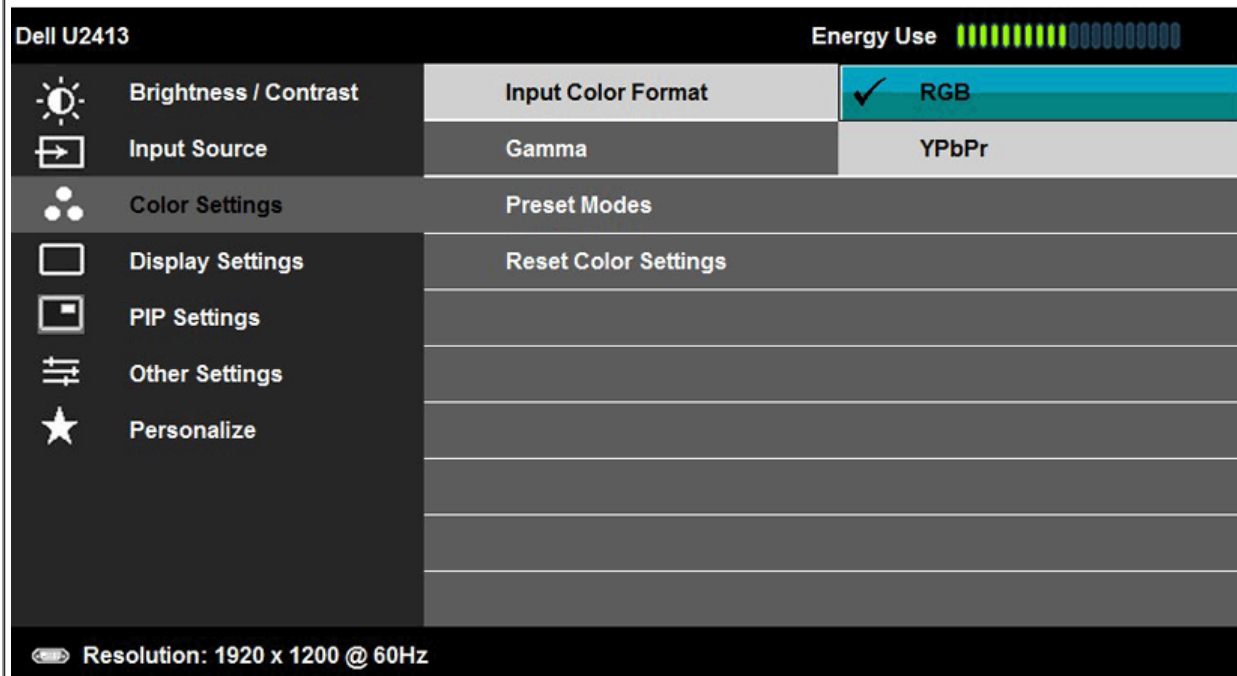 Dell U2413 Energy Use
Brightness / Contrast Input Color Format RGB
Input Source Gamma YPbPr
Color Settings Preset Modes
Display Settings Reset Color Settings
PIP Settings
Other Settings
Personalize
Resolution: 1920 x 1200 @ 60Hz